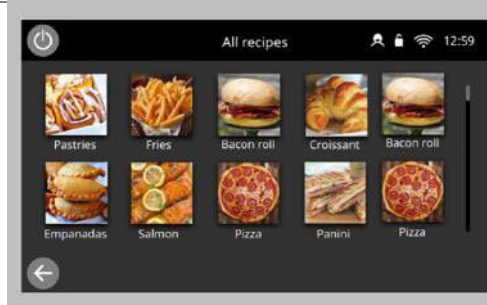 All recipes
12:59
Pastries
Fries
Bacon roll
Croissant
Bacon roll
Empanadas
Salmon
Pizza
Panini
Pizza